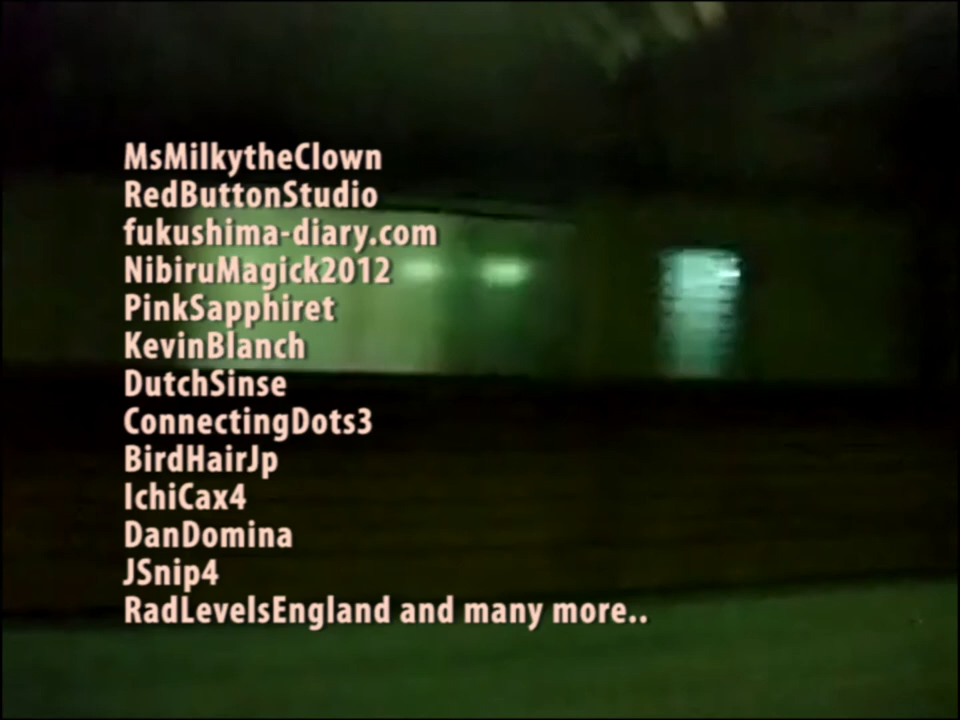 MsMilkytheClown
RedButtonStudio
fukushima-diary.com
NibiruMagick2012
PinkSapphiret
KevinBlanch
DutchSinse
ConnectingDots3
BirdHairJp
IchiCax4
DanDomina
JSnip4
RadLevelsEngland and many more..